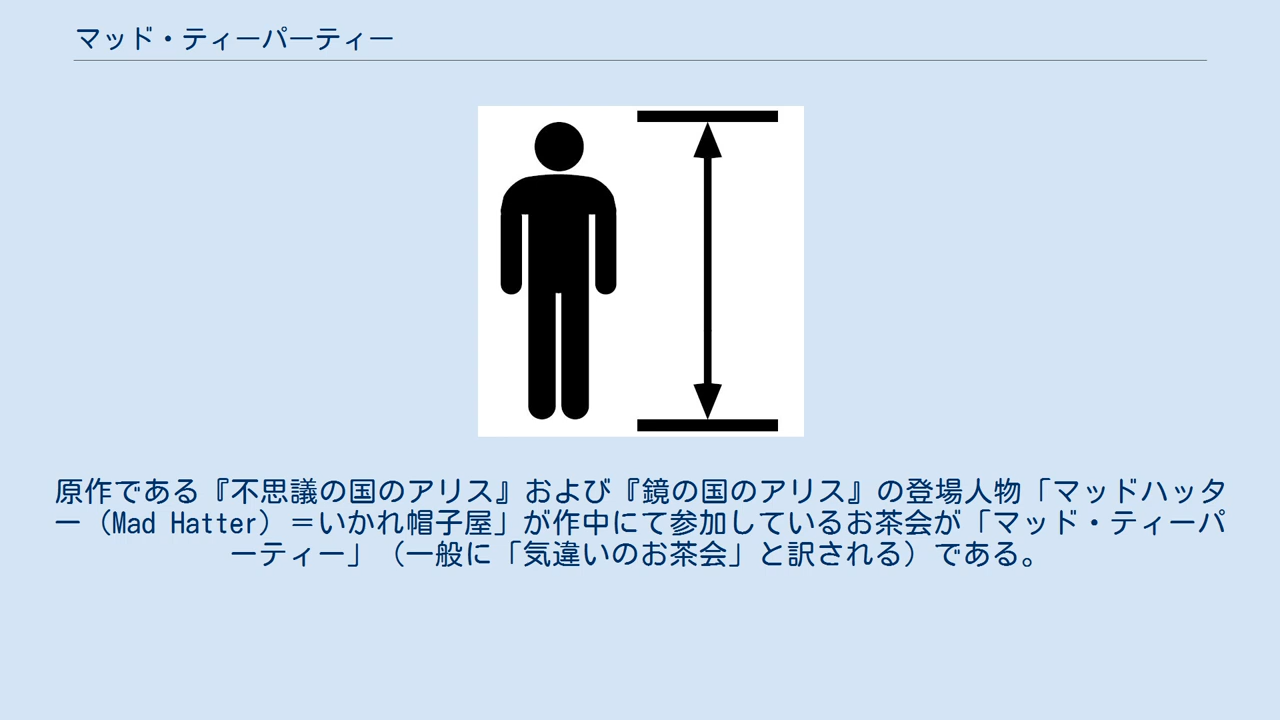 マッド・ティーパーティー
原作である『不思議の国のアリス』および『鏡の国のアリス』の登場人物「マッドハッタ
ー（Mad Hatter）＝いかれ帽子屋」が作中にて参加しているお茶会が「マッド・ティーパ
ーティー」（一般に「気違いのお茶会」と訳される）である。